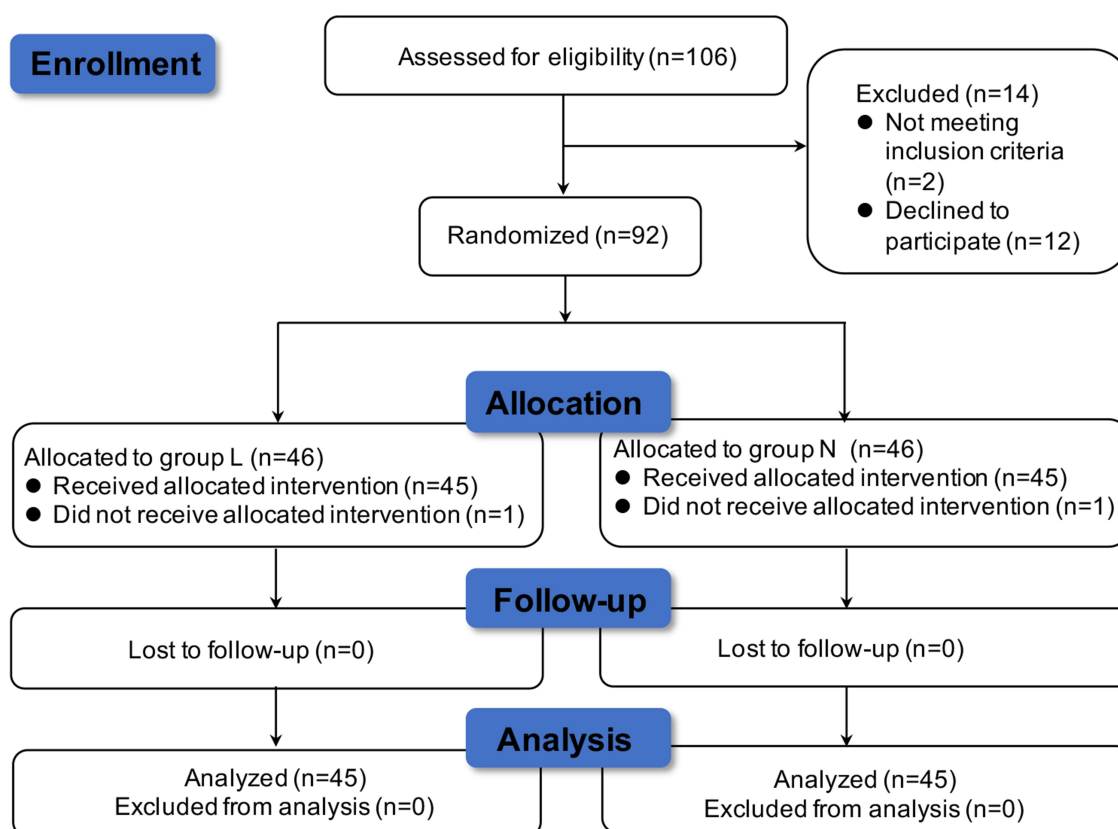 Enrollment
Assessed for eligibility (n=106)
Excluded (n=14)
● Not meeting
inclusion criteria
(n=2)
● Declined to
participate (n=12)
Randomized (n=92)
Allocation
Allocated to group L (n=46)
● Received allocated intervention (n=45)
● Did not receive allocated intervention (n=1)
Allocated to group N (n=46)
● Received allocated intervention (n=45)
● Did not receive allocated intervention (n=1)
Follow-up
Lost to follow-up (n=0)
Lost to follow-up (n=0)
Analysis
Analyzed (n=45)
Excluded from analysis (n=0)
Analyzed (n=45)
Excluded from analysis (n=0)